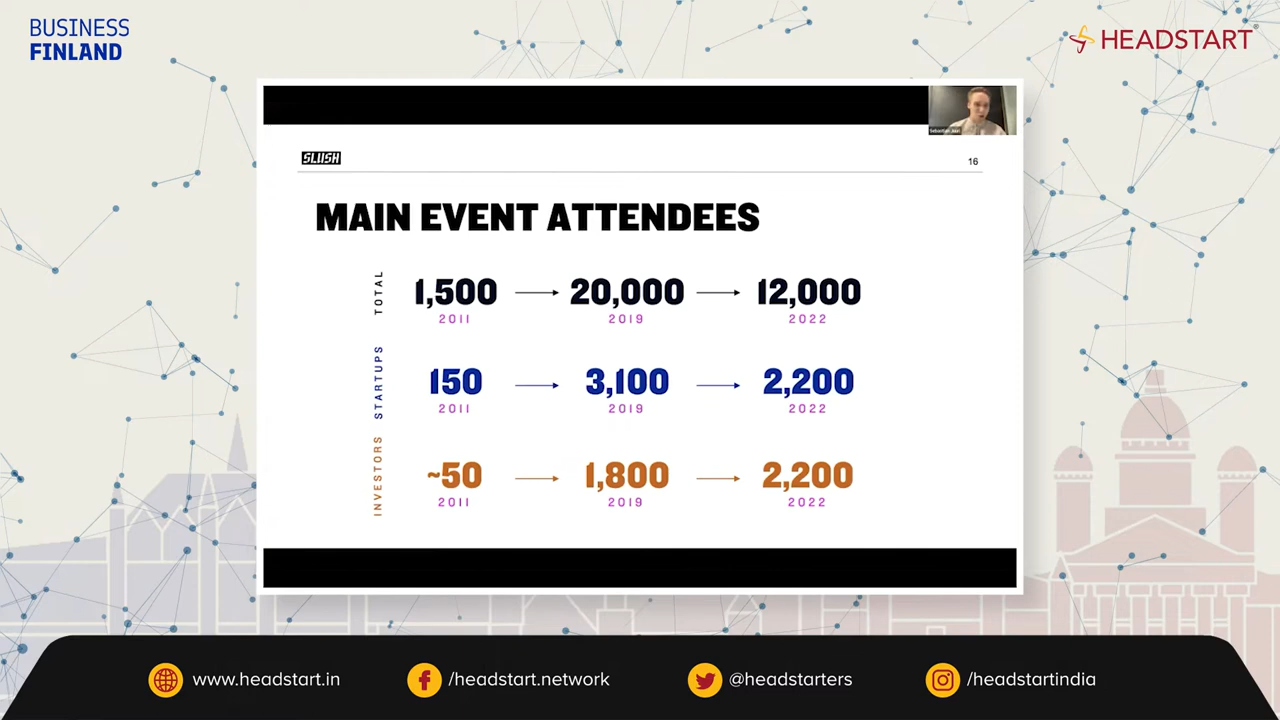 BUSINESS
FINLAND
HEADSTART
SLUSH
16
MAIN EVENT ATTENDEES
TOTAL
1,500
20,000
12,000
2011
2019
2022
STARTUPS
150
3,100
2,200
2011
2019
2022
INVESTORS
~50
1,800
2,200
2011
2019
2022
www.headstart.in
/headstart.network
@headstarters
/headstartindia